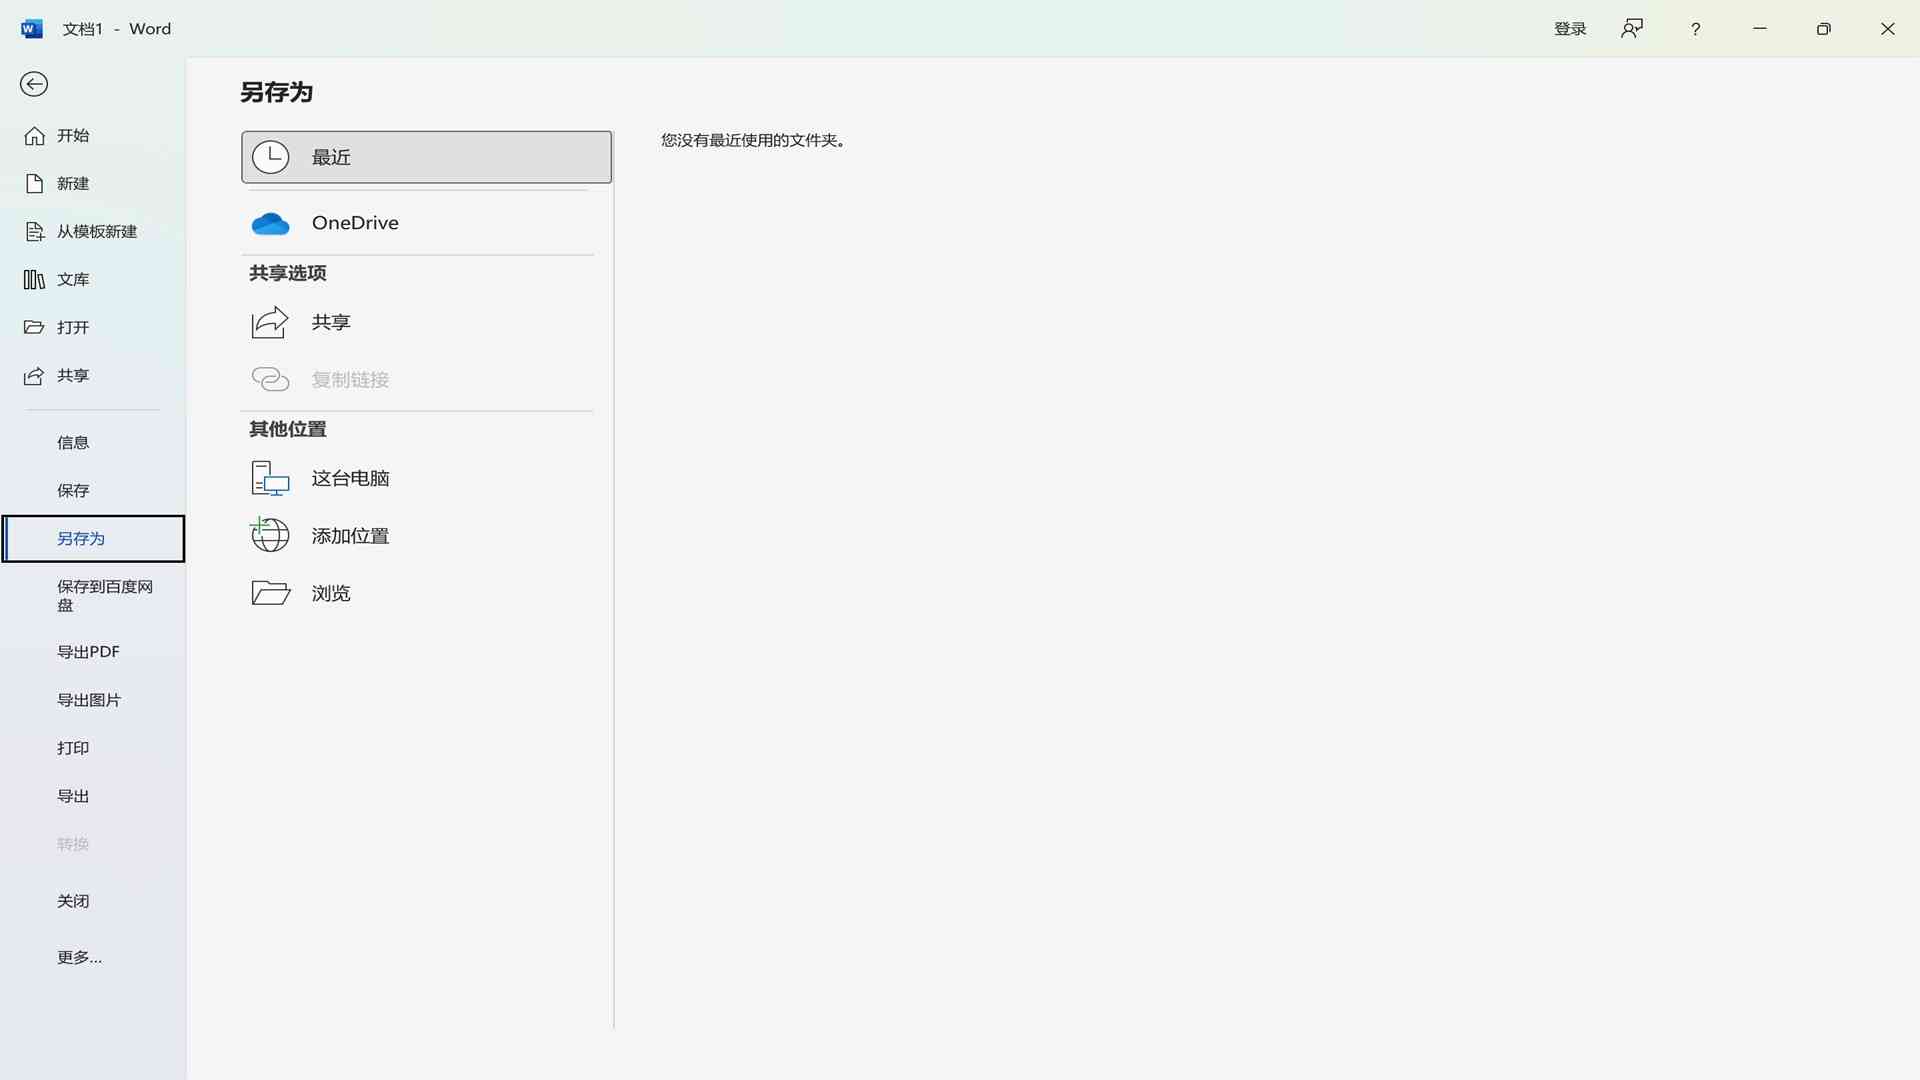 文档1 - Word
登录
开始
新建
从模板新建
文库
打开
共享
信息
保存
另存为
保存到百度网
盘
导出PDF
导出图片
打印
导出
转换
关闭
更多...
另存为
最近
OneDrive
共享选项
共享
复制链接
其他位置
这台电脑
添加位置
浏览
您没有最近使用的文件夹。